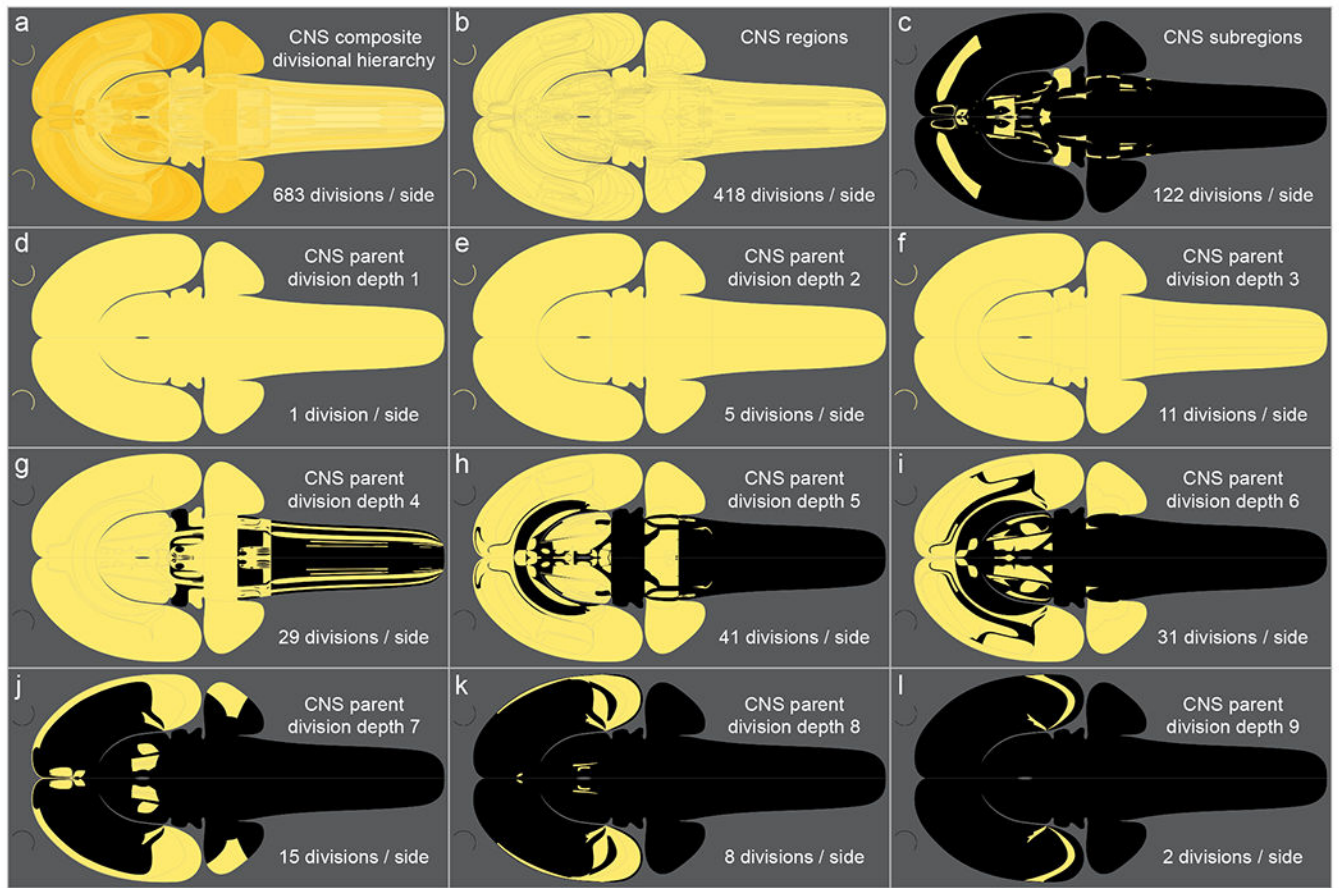 a
CNS composite
divisional hierarchy
683 divisions / side
b
CNS regions
418 divisions / side
c
CNS subregions
122 divisions / side
d
CNS parent
division depth 1
1 division / side
e
CNS parent
division depth 2
5 divisions / side
f
CNS parent
division depth 3
11 divisions / side
g
CNS parent
division depth 4
29 divisions / side
h
CNS parent
division depth 5
41 divisions / side
i
CNS parent
division depth 6
31 divisions / side
j
CNS parent
division depth 7
15 divisions / side
k
CNS parent
division depth 8
8 divisions / side
l
CNS parent
division depth 9
2 divisions / side